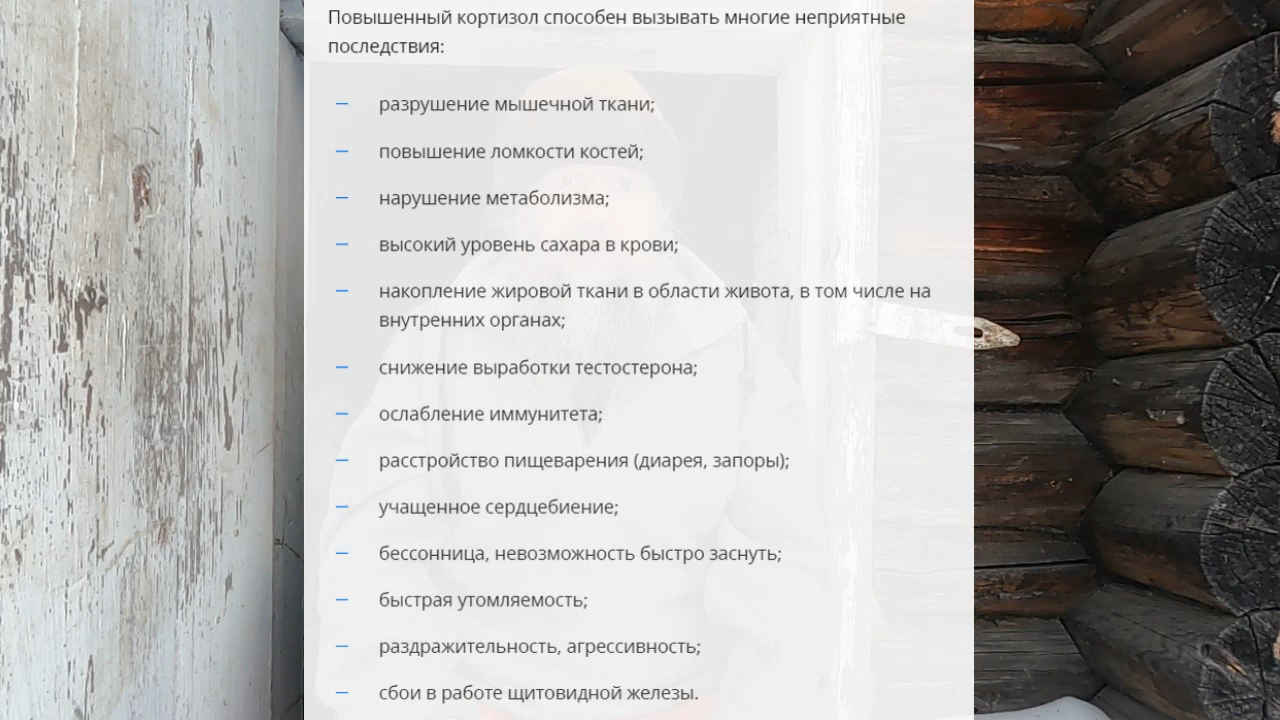 Повышенный кортизол способен вызывать многие неприятные
последствия:
— разрушение мышечной ткани;
— повышение ломкости костей;
— нарушение метаболизма;
— высокий уровень сахара в крови;
— накопление жировой ткани в области живота, в том числе на
внутренних органах;
— снижение выработки тестостерона;
— ослабление иммунитета;
— расстройство пищеварения (диарея, запоры);
— учащенное сердцебиение;
— бессонница, невозможность быстро заснуть;
— быстрая утомляемость;
— раздражительность, агрессивность;
— сбои в работе щитовидной железы.